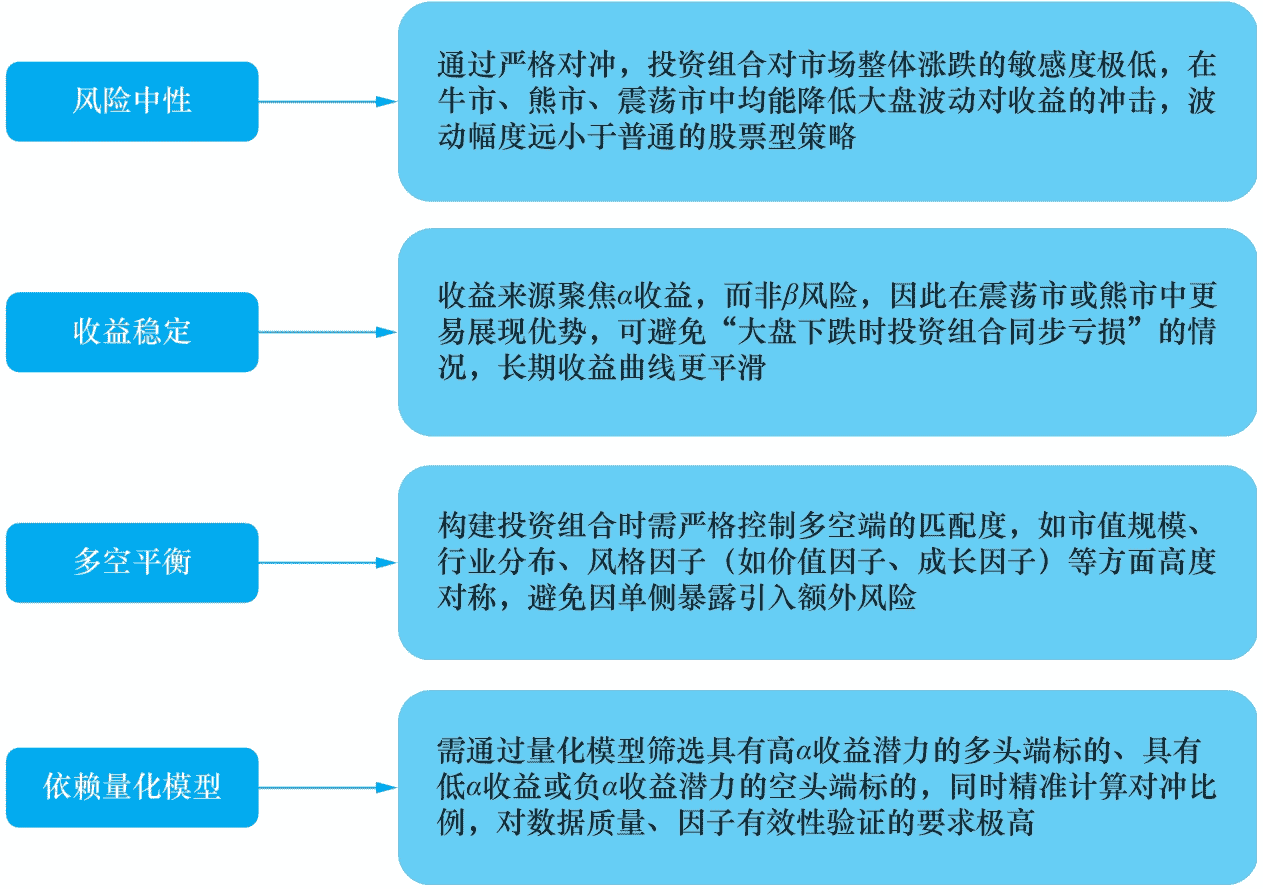 风险中性
通过严格对冲，投资组合对市场整体涨跌的敏感度极低，在
牛市、熊市、震荡市中均能降低大盘波动对收益的冲击，波
动幅度远小于普通的股票型策略
收益稳定
收益来源聚焦α收益，而非β风险，因此在震荡市或熊市中更
易展现优势，可避免“大盘下跌时投资组合同步亏损”的情
况，长期收益曲线更平滑
多空平衡
构建投资组合时需严格控制多空端的匹配度，如市值规模、
行业分布、风格因子（如价值因子、成长因子）等方面高度
对称，避免因单侧暴露引入额外风险
依赖量化模型
需通过量化模型筛选具有高α收益潜力的多头端标的、具有
低α收益或负α收益潜力的空头端标的，同时精准计算对冲比
例，对数据质量、因子有效性验证的要求极高